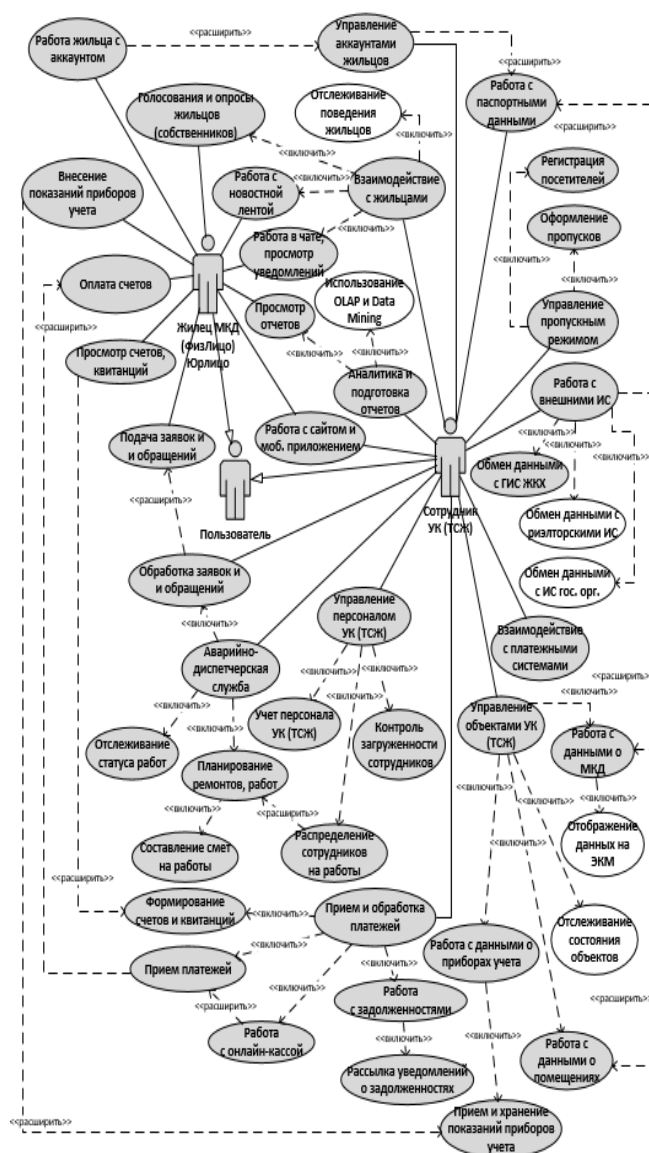 <<расширить>>
Управление
аккаунтами
жильцов
Работа жильца с
аккаунтом
<<расширить>>
Работа с
паспортными
данными
Голосования и опросы
жильцов
(собственников)
Отслеживание
поведения
жильцов
<<расширить>>
<<включить>>
<<включить>>
Внесение
показаний приборов
учета
Работа с
новостной
лентой
<<включить>>
Взаимодействие
с жильцами
Регистрация
посетителей
Оформление
пропусков
<<включить>>
<<включить>>
Работа в чате,
просмотр
уведомлений
Оплата счетов
Использование
OLAP и Data
Mining
Просмотр
отчетов
<<расширить>>
Жилец МКД
(ФизЛицо)
Юрлицо
Управление
пропускным
режимом
Просмотр счетов,
квитанций
<<включить>>
<<включить>>
Аналитика и
подготовка
отчетов
Работа с
внешними ИС
Подача заявок и
и обращений
Работа с сайтом и
моб. приложением
<<включить>>
<<включить>>
<<включить>>
Обмен данными
с ГИС ЖКХ
<<расширить>>
Пользователь
Сотрудник
УК (ТСЖ)
Обмен данными с
риэлторскими ИС
Обработка заявок и
и обращений
Обмен данными
с ИС гос. орг.
Управление
персоналом
УК (ТСЖ)
<<включить>>
Взаимодействие
с платежными
системами
Аварийно-
диспетчерская
служба
<<расширить>>
<<включить>>
<<включить>>
<<включить>>
<<включить>>
Учет персонала
УК (ТСЖ)
Управление
объектами УК
(ТСЖ)
Отслеживание
статуса работ
Контроль
загруженности
сотрудников
Работа с
данными о
МКД
Планирование
ремонтов, работ
<<включить>>
<<включить>>
<<включить>>
<<расширить>>
Составление смет
на работы
Распределение
сотрудников
на работы
Отображение
данных на
ЭКМ
<<расширить>>
Формирование
счетов и квитанций
<<включить>>
Прием и обработка
платежей
Отслеживание
состояния
объектов
<<включить>>
Работа с данными о
приборах учета
Прием платежей
<<включить>>
<<включить>>
<<расширить>>
Работа
с задолженностями
<<расширить>>
<<включить>>
Работа
с онлайн-кассой
<<включить>>
Работа
с данными о
помещениях
Рассылка уведомлений
о задолженностях
<<расширить>>
Прием и хранение
показаний приборов
учета